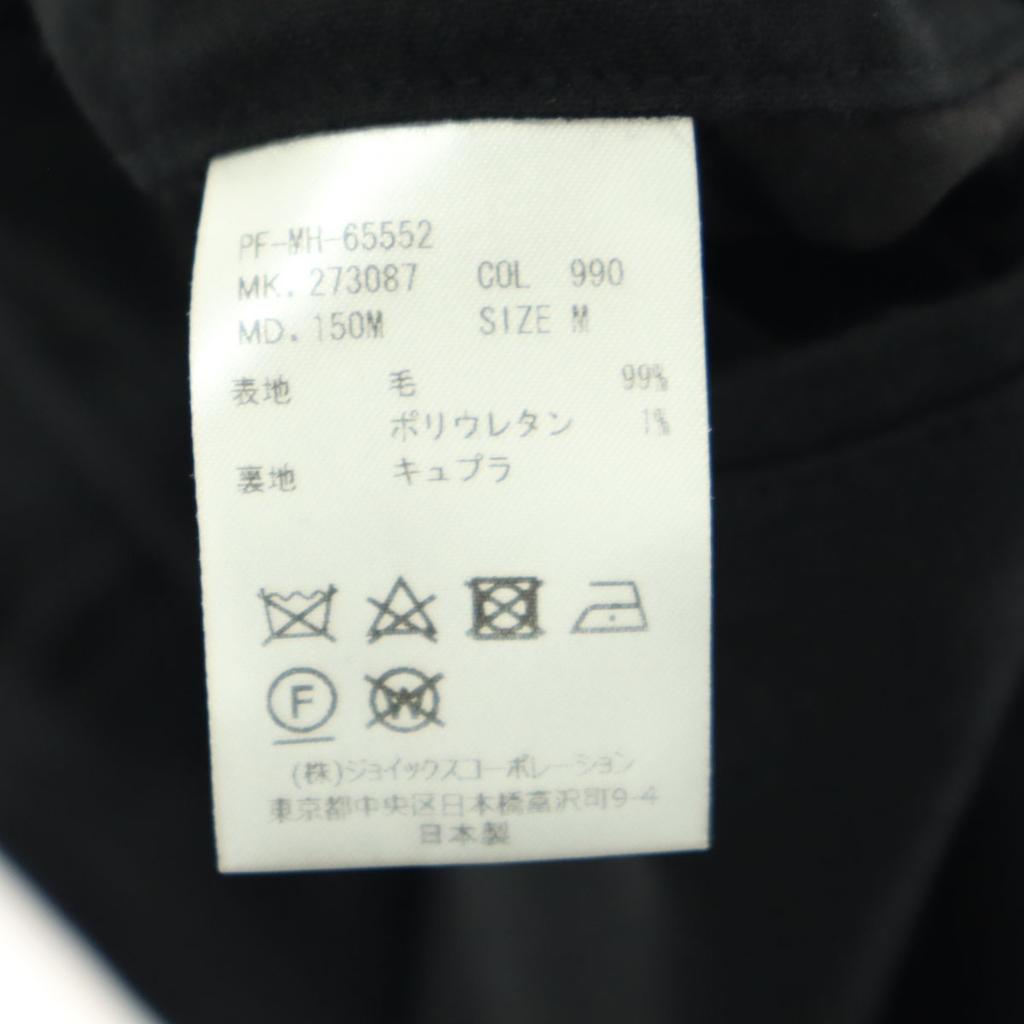 PF-MH-65552
MK. 273087 COL 990
MD. 150M SIZE M
表地 毛 99%
ポリウレタン 1%
裏地 キュプラ
F W
(株)ジョイックスコーポレーション
東京都中央区日本橋富沢町9-4
日本製